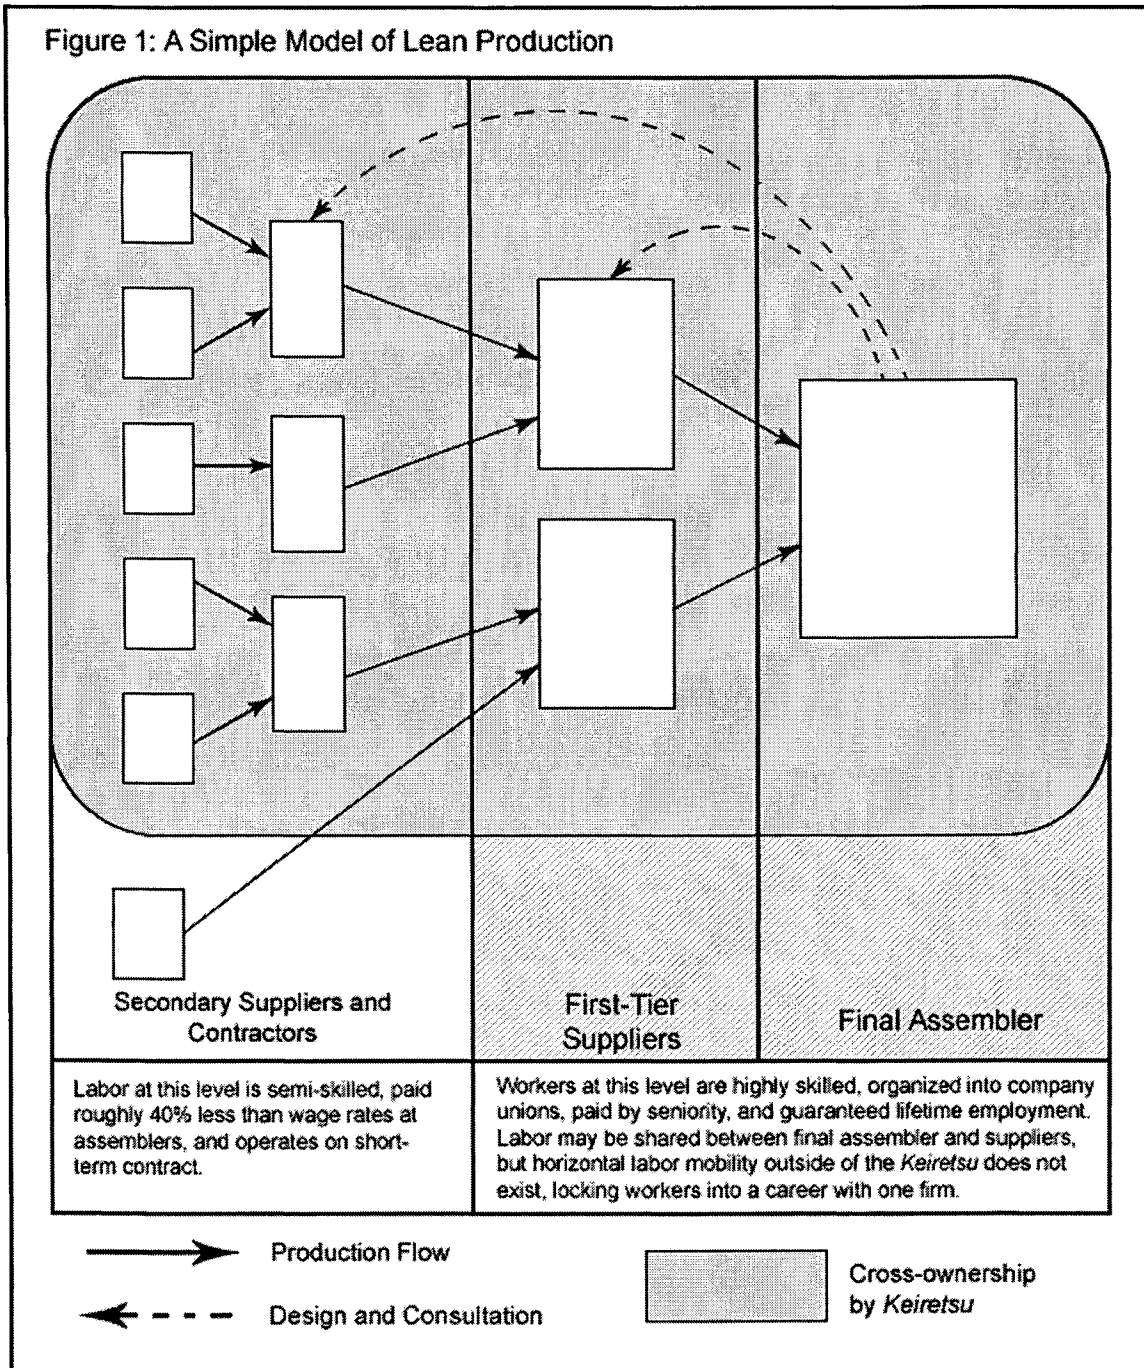 Figure 1: A Simple Model of Lean Production
Secondary Suppliers and
Contractors
First-Tier
Suppliers
Final Assembler
Labor at this level is semi-skilled, paid
roughly 40% less than wage rates at
assemblers, and operates on short-
term contract.
Workers at this level are highly skilled, organized into company
unions, paid by seniority, and guaranteed lifetime employment.
Labor may be shared between final assembler and suppliers,
but horizontal labor mobility outside of the Keiretsu does not
exist, locking workers into a career with one firm.
Production Flow
Design and Consultation
Cross-ownership
by Keiretsu